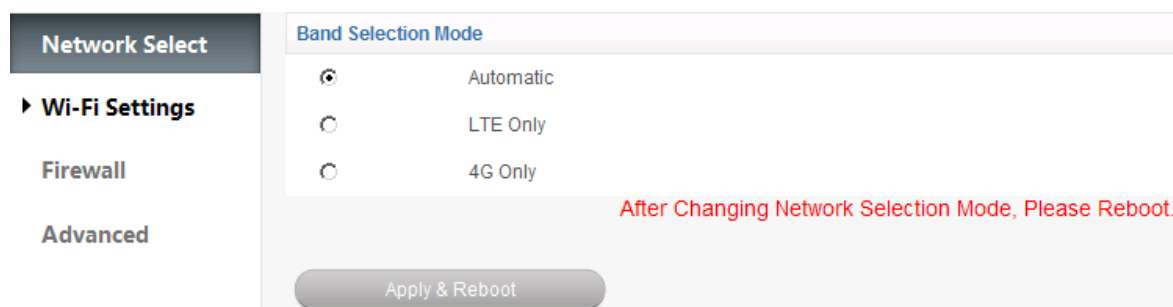 Network Select
Wi-Fi Settings
Firewall
Advanced
Band Selection Mode
Automatic
LTE Only
4G Only
After Changing Network Selection Mode, Please Reboot.
Apply & Reboot